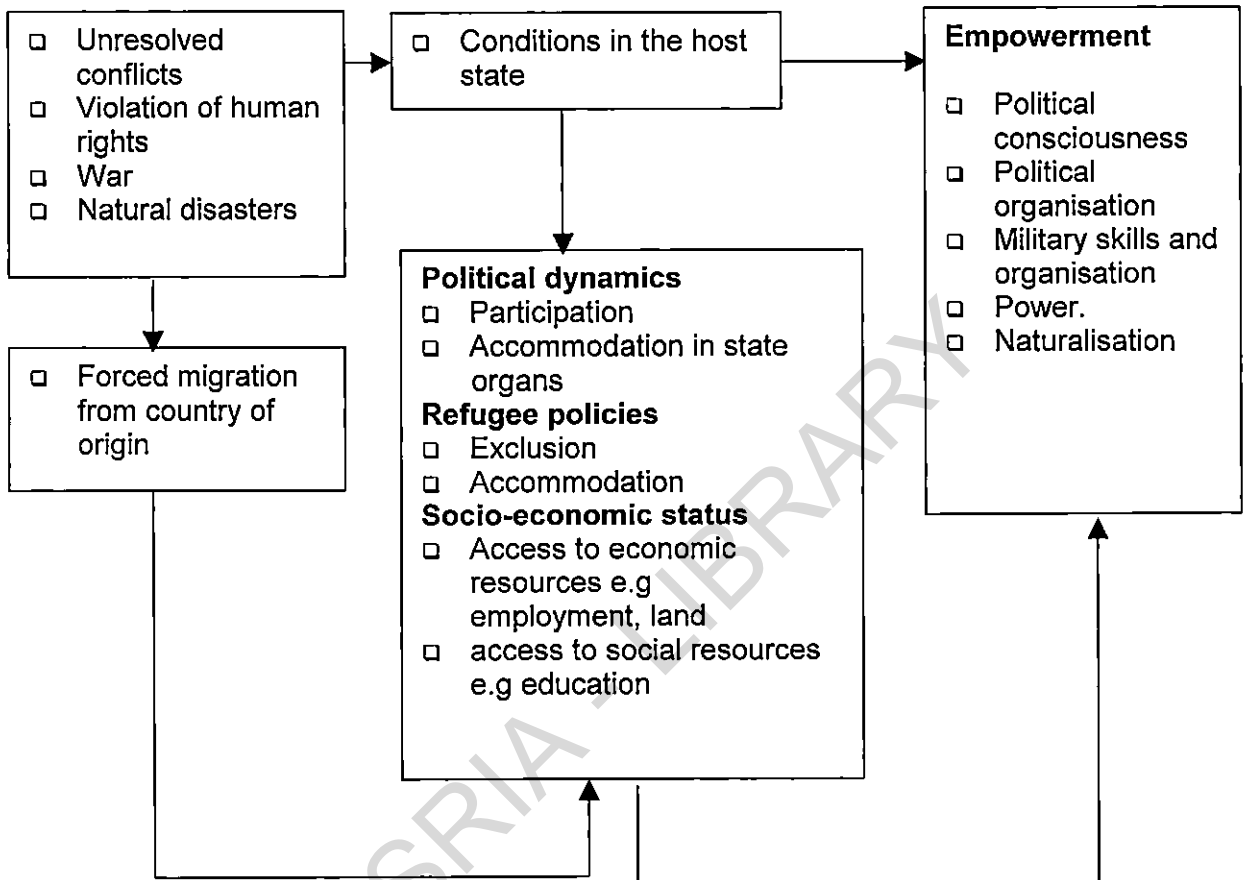 ❑ Unresolved
conflicts
❑ Violation of human
rights
❑ War
❑ Natural disasters
❑ Conditions in the host
state
Empowerment
❑ Political
consciousness
❑ Political
organisation
❑ Military skills and
organisation
❑ Power.
❑ Naturalisation
❑ Forced migration
from country of
origin
Political dynamics
❑ Participation
❑ Accommodation in state
organs
Refugee policies
❑ Exclusion
❑ Accommodation
Socio-economic status
❑ Access to economic
resources e.g
employment, land
❑ access to social resources
e.g education
SRIA - LIBRARY